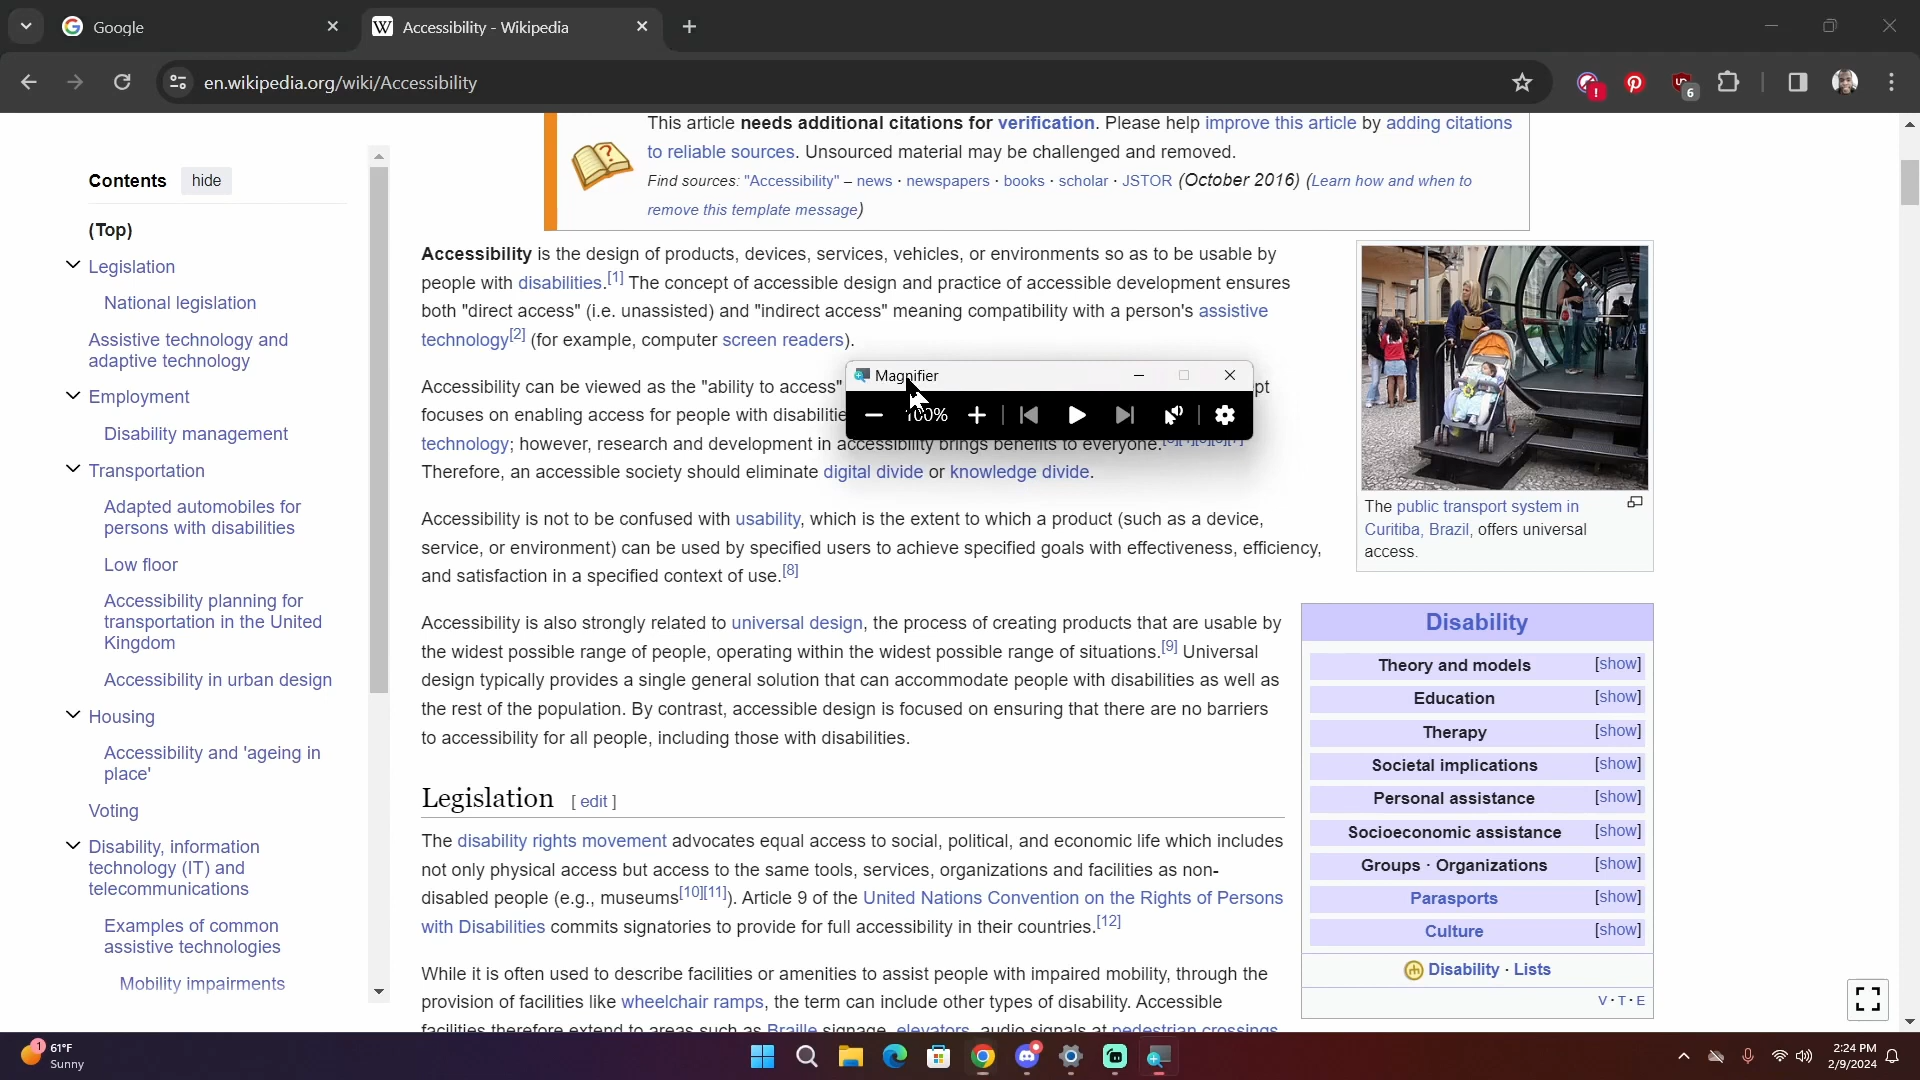 Google
W Accessibility - Wikipedia
en.wikipedia.org/wiki/Accessibility
!
6
This article needs additional citations for verification. Please help improve this article by adding citations
to reliable sources. Unsourced material may be challenged and removed.
Find sources: "Accessibility" – news · newspapers · books · scholar · JSTOR (October 2016) (Learn how and when to
remove this template message)
Contents hide
(Top)
Legislation
National legislation
Assistive technology and
adaptive technology
Employment
Disability management
Transportation
Adapted automobiles for
persons with disabilities
Low floor
Accessibility planning for
transportation in the United
Kingdom
Accessibility in urban design
Housing
Accessibility and 'ageing in
place'
Voting
Disability, information
technology (IT) and
telecommunications
Examples of common
assistive technologies
Mobility impairments
Accessibility is the design of products, devices, services, vehicles, or environments so as to be usable by
people with disabilities.[1] The concept of accessible design and practice of accessible development ensures
both "direct access" (i.e. unassisted) and "indirect access" meaning compatibility with a person's assistive
technology[2] (for example, computer screen readers).
Accessibility can be viewed as the "ability to access" pt
focuses on enabling access for people with disabilitie
technology; however, research and development in accessibility brings benefits to everyone.
Therefore, an accessible society should eliminate digital divide or knowledge divide.
Magnifier
100%
Accessibility is not to be confused with usability, which is the extent to which a product (such as a device,
service, or environment) can be used by specified users to achieve specified goals with effectiveness, efficiency,
and satisfaction in a specified context of use.[8]
Accessibility is also strongly related to universal design, the process of creating products that are usable by
the widest possible range of people, operating within the widest possible range of situations.[9] Universal
design typically provides a single general solution that can accommodate people with disabilities as well as
the rest of the population. By contrast, accessible design is focused on ensuring that there are no barriers
to accessibility for all people, including those with disabilities.
Legislation [ edit ]
The disability rights movement advocates equal access to social, political, and economic life which includes
not only physical access but access to the same tools, services, organizations and facilities as non-
disabled people (e.g., museums[10][11]). Article 9 of the United Nations Convention on the Rights of Persons
with Disabilities commits signatories to provide for full accessibility in their countries.[12]
While it is often used to describe facilities or amenities to assist people with impaired mobility, through the
provision of facilities like wheelchair ramps, the term can include other types of disability. Accessible
facilities therefore extend to areas such as Braille signage, elevators, audio signals at pedestrian crossings,
The public transport system in
Curitiba, Brazil, offers universal
access.
Disability
Theory and models [show]
Education [show]
Therapy [show]
Societal implications [show]
Personal assistance [show]
Socioeconomic assistance [show]
Groups · Organizations [show]
Parasports [show]
Culture [show]
Disability · Lists
V · T · E
1
61°F
Sunny
2:24 PM
2/9/2024